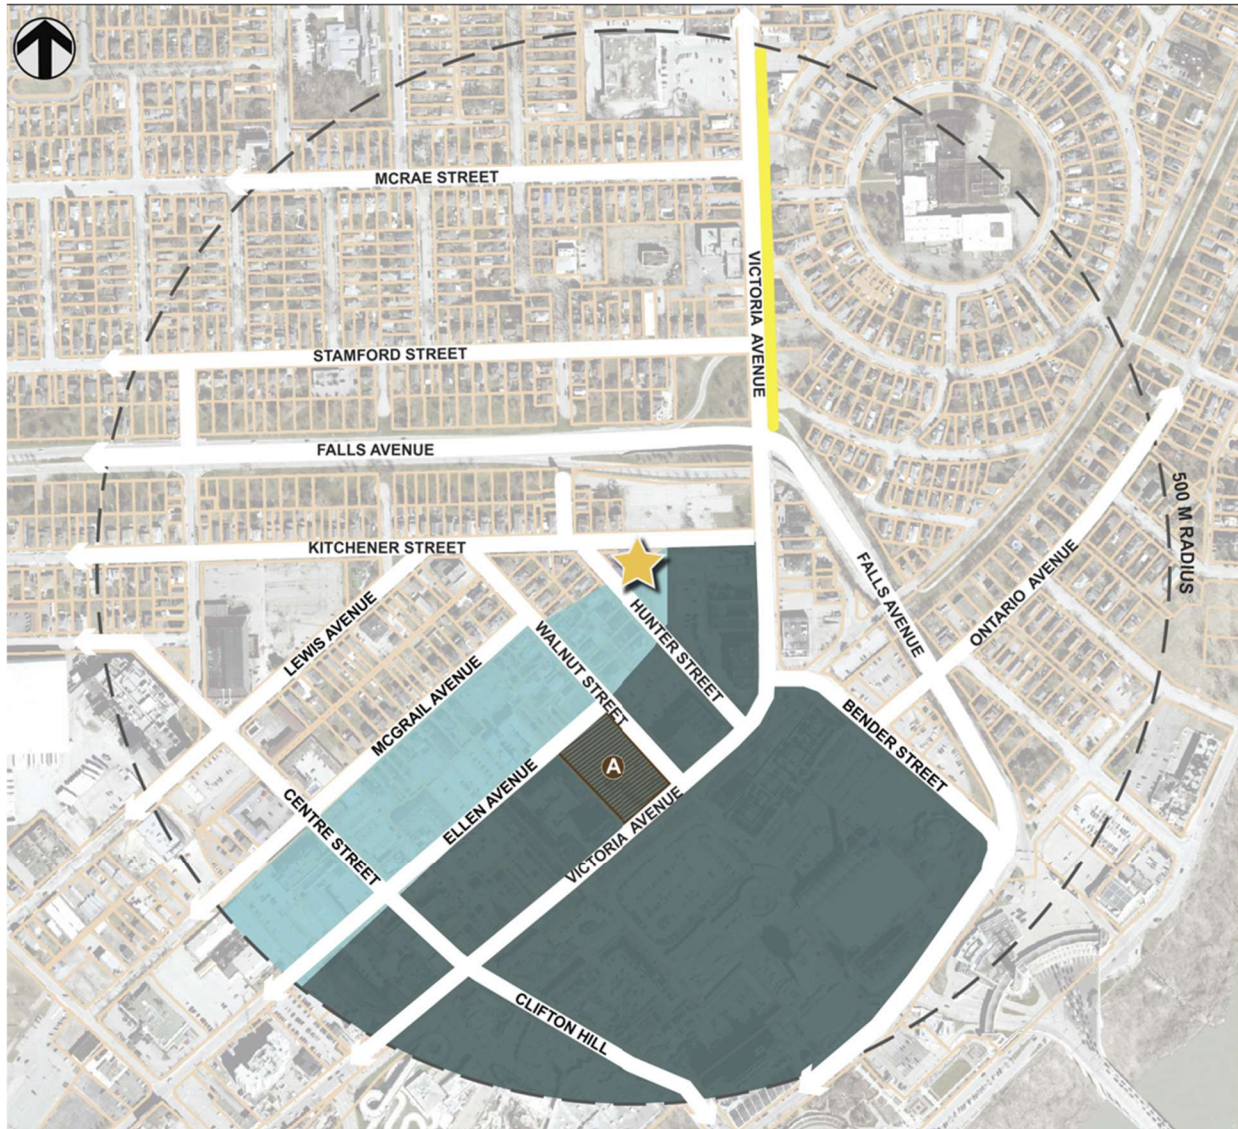 MCRAE STREET
VICTORIA AVENUE
STAMFORD STREET
FALLS AVENUE
500 M RADIUS
KITCHENER STREET
FALLS AVENUE
ONTARIO AVENUE
LEWIS AVENUE
HUNTER STREET
WALNUT STREET
MCGRAIL AVENUE
BENDER STREET
ELLEN AVENUE
A
CENTRE STREET
VICTORIA AVENUE
CLIFTON HILL